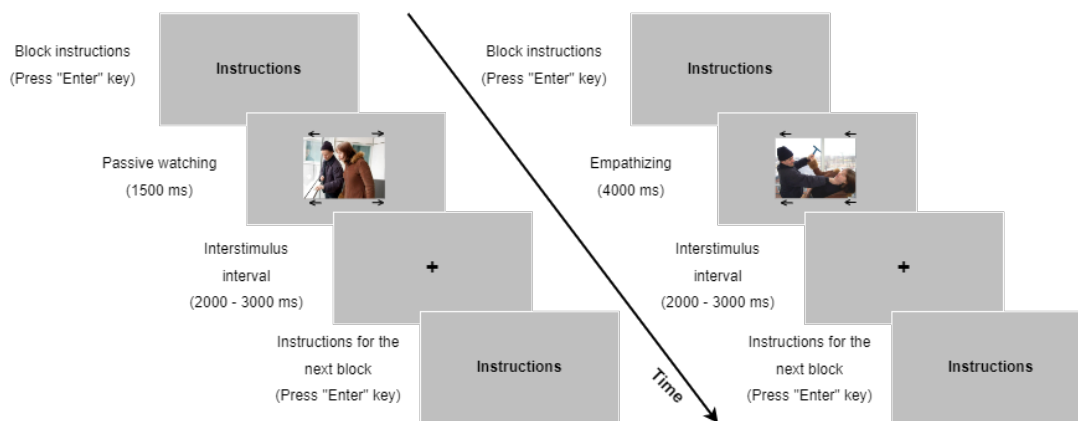 Block instructions
(Press "Enter" key)
Instructions
Passive watching
(1500 ms)
Interstimulus
interval
(2000 - 3000 ms)
+
Instructions for the
next block
(Press "Enter" key)
Instructions
Time
Block instructions
(Press "Enter" key)
Instructions
Empathizing
(4000 ms)
Interstimulus
interval
(2000 - 3000 ms)
+
Instructions for the
next block
(Press "Enter" key)
Instructions